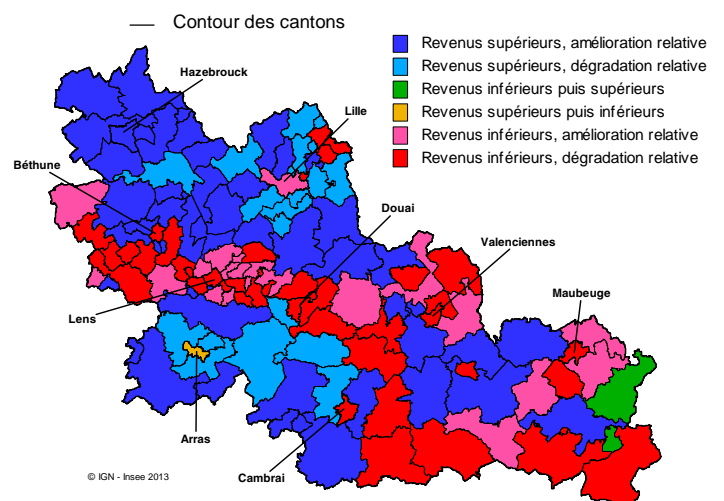 Contour des cantons
Revenus supérieurs, amélioration relative
Revenus supérieurs, dégradation relative
Revenus inférieurs puis supérieurs
Revenus supérieurs puis inférieurs
Revenus inférieurs, amélioration relative
Revenus inférieurs, dégradation relative
Hazebrouck
Lille
Béthune
Douai
Valenciennes
Maubeuge
Lens
Arras
Cambrai
© IGN - Insee 2013